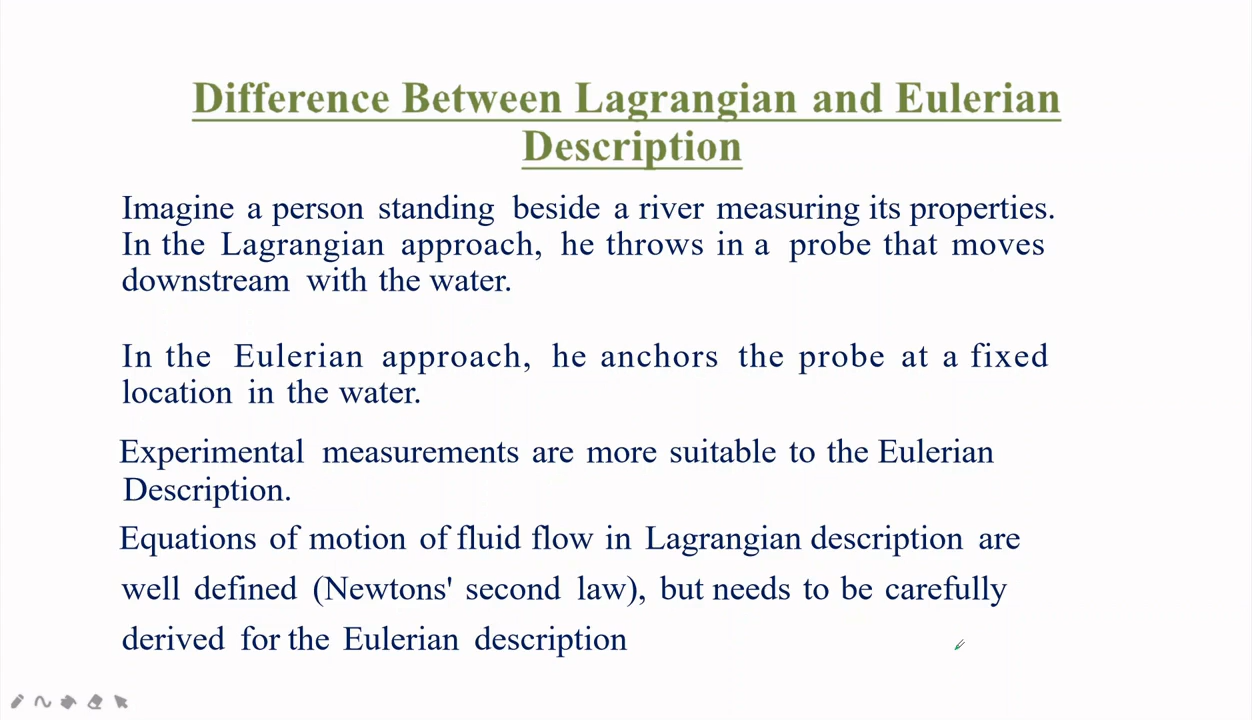 Difference Between Lagrangian and Eulerian
Description
Imagine a person standing beside a river measuring its properties.
In the Lagrangian approach, he throws in a probe that moves
downstream with the water.
In the Eulerian approach, he anchors the probe at a fixed
location in the water.
Experimental measurements are more suitable to the Eulerian
Description.
Equations of motion of fluid flow in Lagrangian description are
well defined (Newtons' second law), but needs to be carefully
derived for the Eulerian description